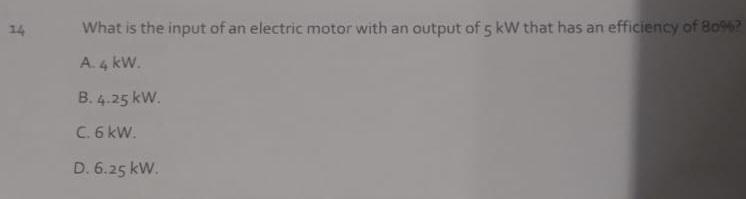 14 What is the input of an electric motor with an output of 5 kW that has an efficiency of 80%?
A. 4 kW.
B. 4.25 kW.
C. 6 kW.
D. 6.25 kW.